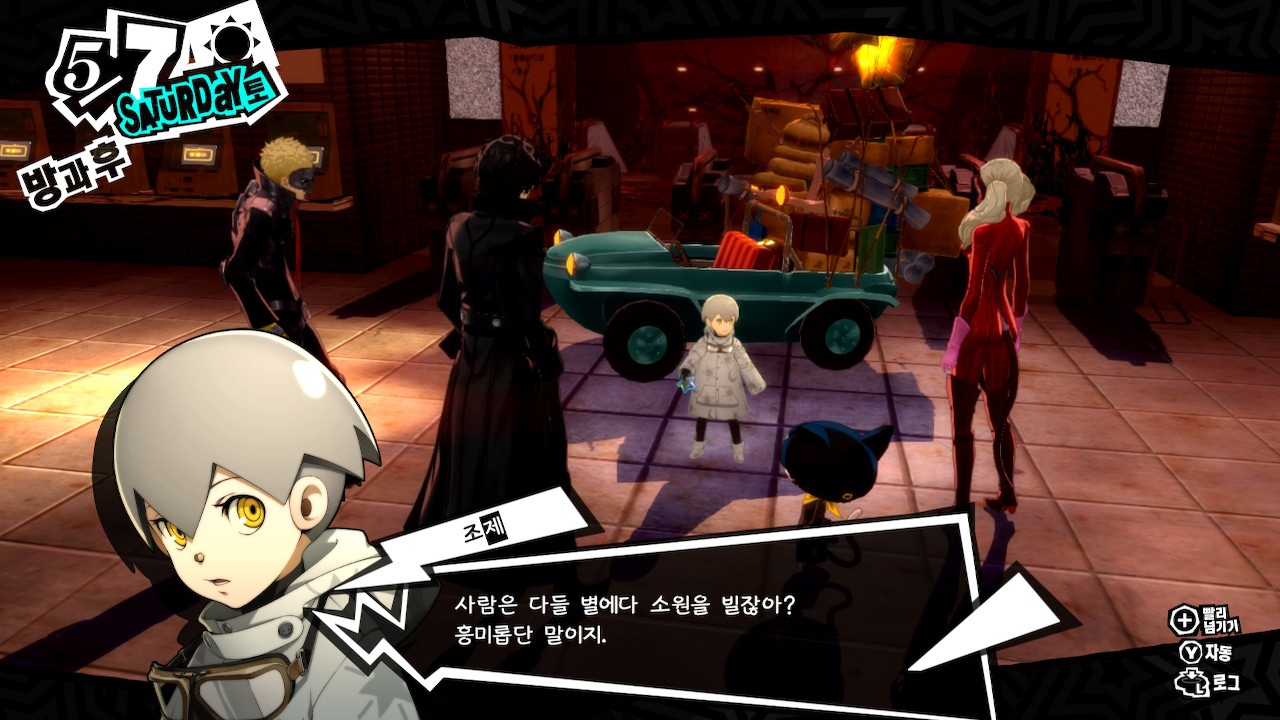 5/7
SATURDAY 토
방과 후
조제
사람은 다들 별에다 소원을 빌잖아?
흥미롭단 말이지.
빨리
넘기기
Y 자동
L 로그